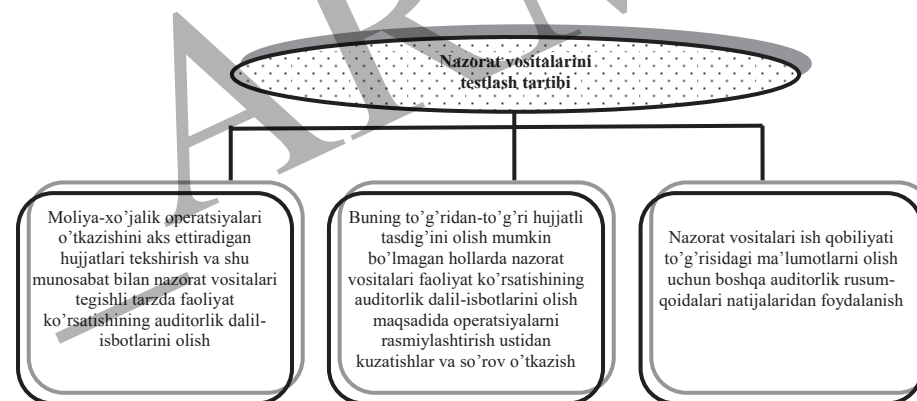 Nazorat vositalarini
testlash tartibi
Moliya-xo’jalik operatsiyalari
o’tkazishini aks ettiradigan
hujjatlari tekshirish va shu
munosabat bilan nazorat vositalari
tegishli tarzda faoliyat
ko’rsatishining auditorlik dalil-
isbotlarini olish
Buning to’g’ridan-to’g’ri hujjatli
tasdig’ini olish mumkin
bo’lmagan hollarda nazorat
vositalari faoliyat ko’rsatishining
auditorlik dalil-isbotlarini olish
maqsadida operatsiyalarni
rasmiylashtirish ustidan
kuzatishlar va so’rov o’tkazish
Nazorat vositalari ish qobiliyati
to’g’risidagi ma’lumotlarni olish
uchun boshqa auditorlik rusum-
qoidalari natijalaridan foydalanish